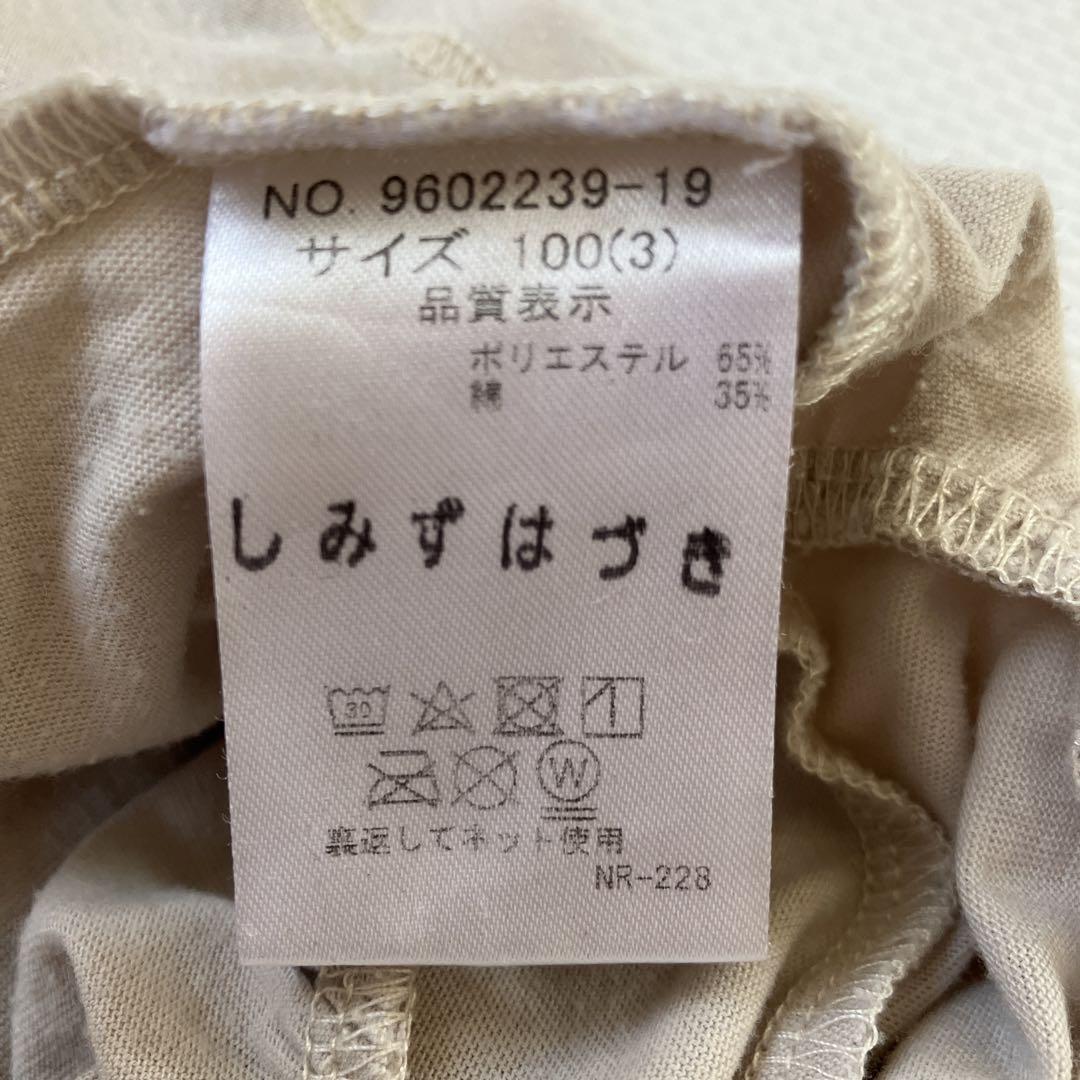 NO. 9602239-19
サイズ 100(3)
品質表示
ポリエステル 65%
綿 35%
しみずはづき
30
W
裏返してネット使用
NR-228